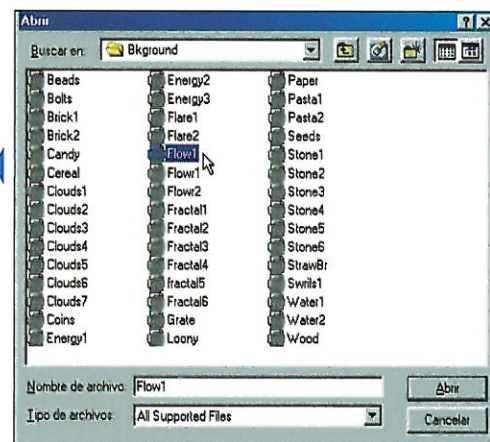 Abrir
Buscar en: Bkground
Beads
Bolts
Brick1
Brick2
Candy
Cereal
Clouds1
Clouds2
Clouds3
Clouds4
Clouds5
Clouds6
Clouds7
Coins
Energy1
Energy2
Energy3
Flare1
Flare2
Flow1
Flowr1
Flowr2
Fractal1
Fractal2
Fractal3
Fractal4
fractal5
Fractal6
Grate
Loony
Paper
Pasta1
Pasta2
Seeds
Stone1
Stone2
Stone3
Stone4
Stone5
Stone6
StrawBr
Swrils1
Water1
Water2
Wood
Nombre de archivo: Flow1
Abrir
Tipo de archivos: All Supported Files
Cancelar